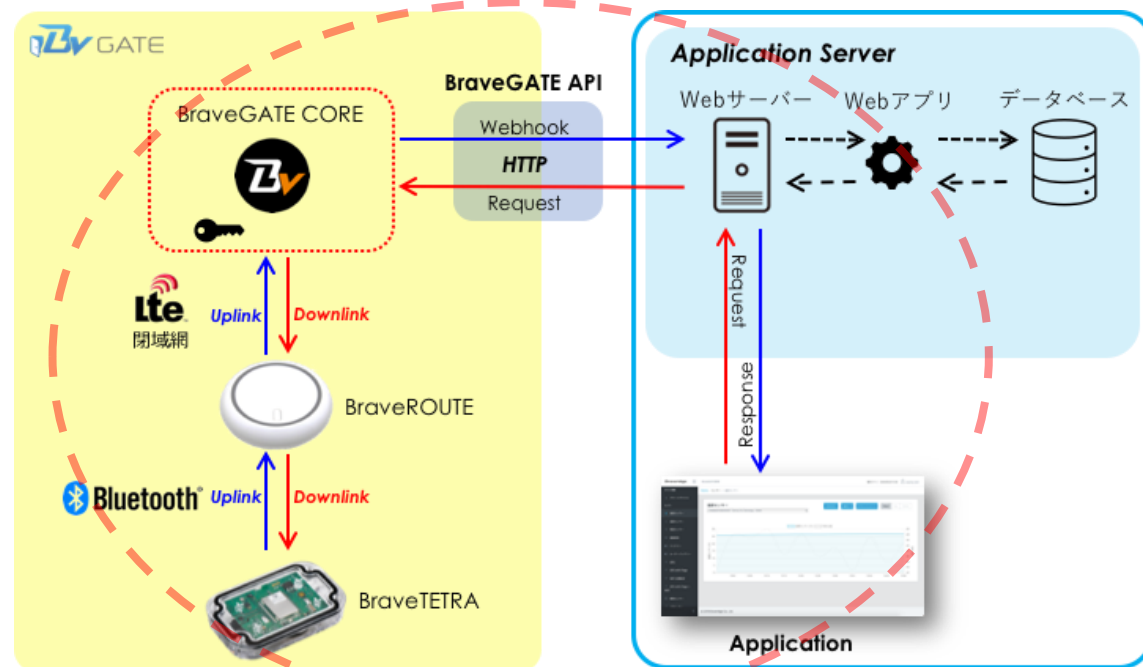 Bv GATE
Application Server
BraveGATE API
BraveGATE CORE
Webhook
HTTP
Request
Webサーバー
Webアプリ
データベース
Bv
Lte
閉域網
Uplink
Downlink
Request
Response
BraveROUTE
Bluetooth®
Uplink
Downlink
BraveTETRA
Application